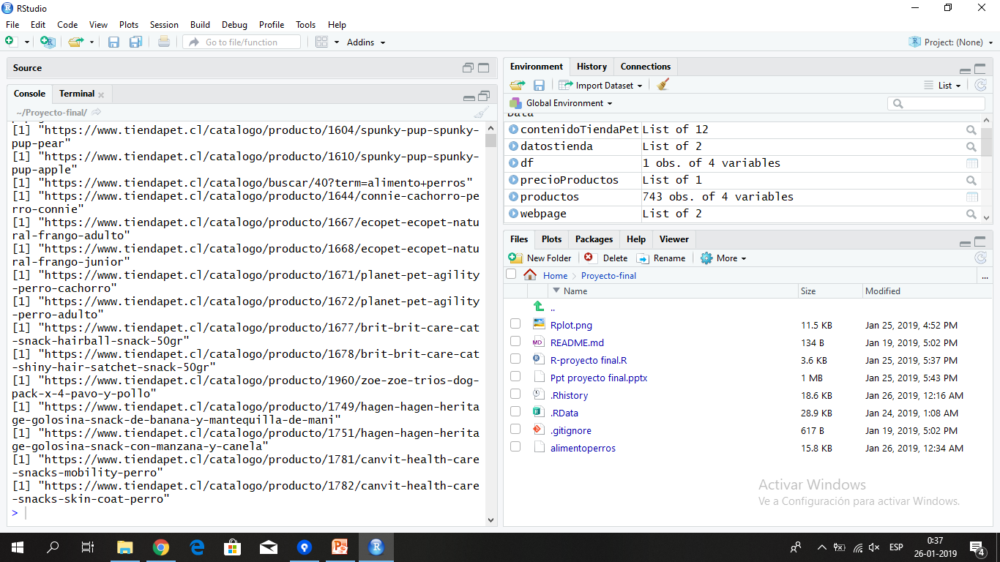 RStudio
File Edit Code View Plots Session Build Debug Profile Tools Help
Go to file/function Addins Project: (None)
Source
Console Terminal
~/Proyecto-final/
[1] "https://www.tiendapet.cl/catalogo/producto/1604/spunky-
pup-pear"
[1] "https://www.tiendapet.cl/catalogo/producto/1610/spunky-pup-spunky-
pup-apple"
[1] "https://www.tiendapet.cl/catalogo/buscar/40?term=alimento+perros"
[1] "https://www.tiendapet.cl/catalogo/producto/1644/connie-cachorro-pe
rro-connie"
[1] "https://www.tiendapet.cl/catalogo/producto/1667/ecopet-ecopet-natu
ral-frango-adulto"
[1] "https://www.tiendapet.cl/catalogo/producto/1668/ecopet-ecopet-natu
ral-frango-junior"
[1] "https://www.tiendapet.cl/catalogo/producto/1671/planet-pet-agility
-perro-cachorro"
[1] "https://www.tiendapet.cl/catalogo/producto/1672/planet-pet-agility
-perro-adulto"
[1] "https://www.tiendapet.cl/catalogo/producto/1677/brit-brit-care-cat
-snack-hairball-snack-50gr"
[1] "https://www.tiendapet.cl/catalogo/producto/1678/brit-brit-care-cat
-shiny-hair-satchet-snack-50gr"
[1] "https://www.tiendapet.cl/catalogo/producto/1960/zoe-zoe-trios-dog-
pack-x-4-pavo-y-pollo"
[1] "https://www.tiendapet.cl/catalogo/producto/1749/hagen-hagen-herita
ge-golosina-snack-de-banana-y-mantequilla-de-mani"
[1] "https://www.tiendapet.cl/catalogo/producto/1751/hagen-hagen-herita
ge-golosina-snack-con-manzana-y-canela"
[1] "https://www.tiendapet.cl/catalogo/producto/1781/canvit-health-care
-snacks-mobility-perro"
[1] "https://www.tiendapet.cl/catalogo/producto/1782/canvit-health-care
-snacks-skin-coat-perro"
>
Environment History Connections
Import Dataset List
Global Environment
Data
contenidoTiendaPet List of 12
datostienda List of 2
df 1 obs. of 4 variables
precioProductos List of 1
productos 743 obs. of 4 variables
webpage List of 2
Files Plots Packages Help Viewer
New Folder Delete Rename More
Home Proyecto-final ...
Name Size Modified
..
Rplot.png 11.5 KB Jan 25, 2019, 4:52 PM
README.md 134 B Jan 19, 2019, 5:02 PM
R-proyecto final.R 3.6 KB Jan 25, 2019, 5:37 PM
Ppt proyecto final.pptx 1 MB Jan 25, 2019, 5:43 PM
.Rhistory 18.6 KB Jan 26, 2019, 12:16 AM
.RData 28.9 KB Jan 24, 2019, 1:08 AM
.gitignore 617 B Jan 19, 2019, 5:02 PM
alimentoperros 15.8 KB Jan 26, 2019, 12:34 AM
Activar Windows
Ve a Configuración para activar Windows.
ESP 0:37
26-01-2019 4